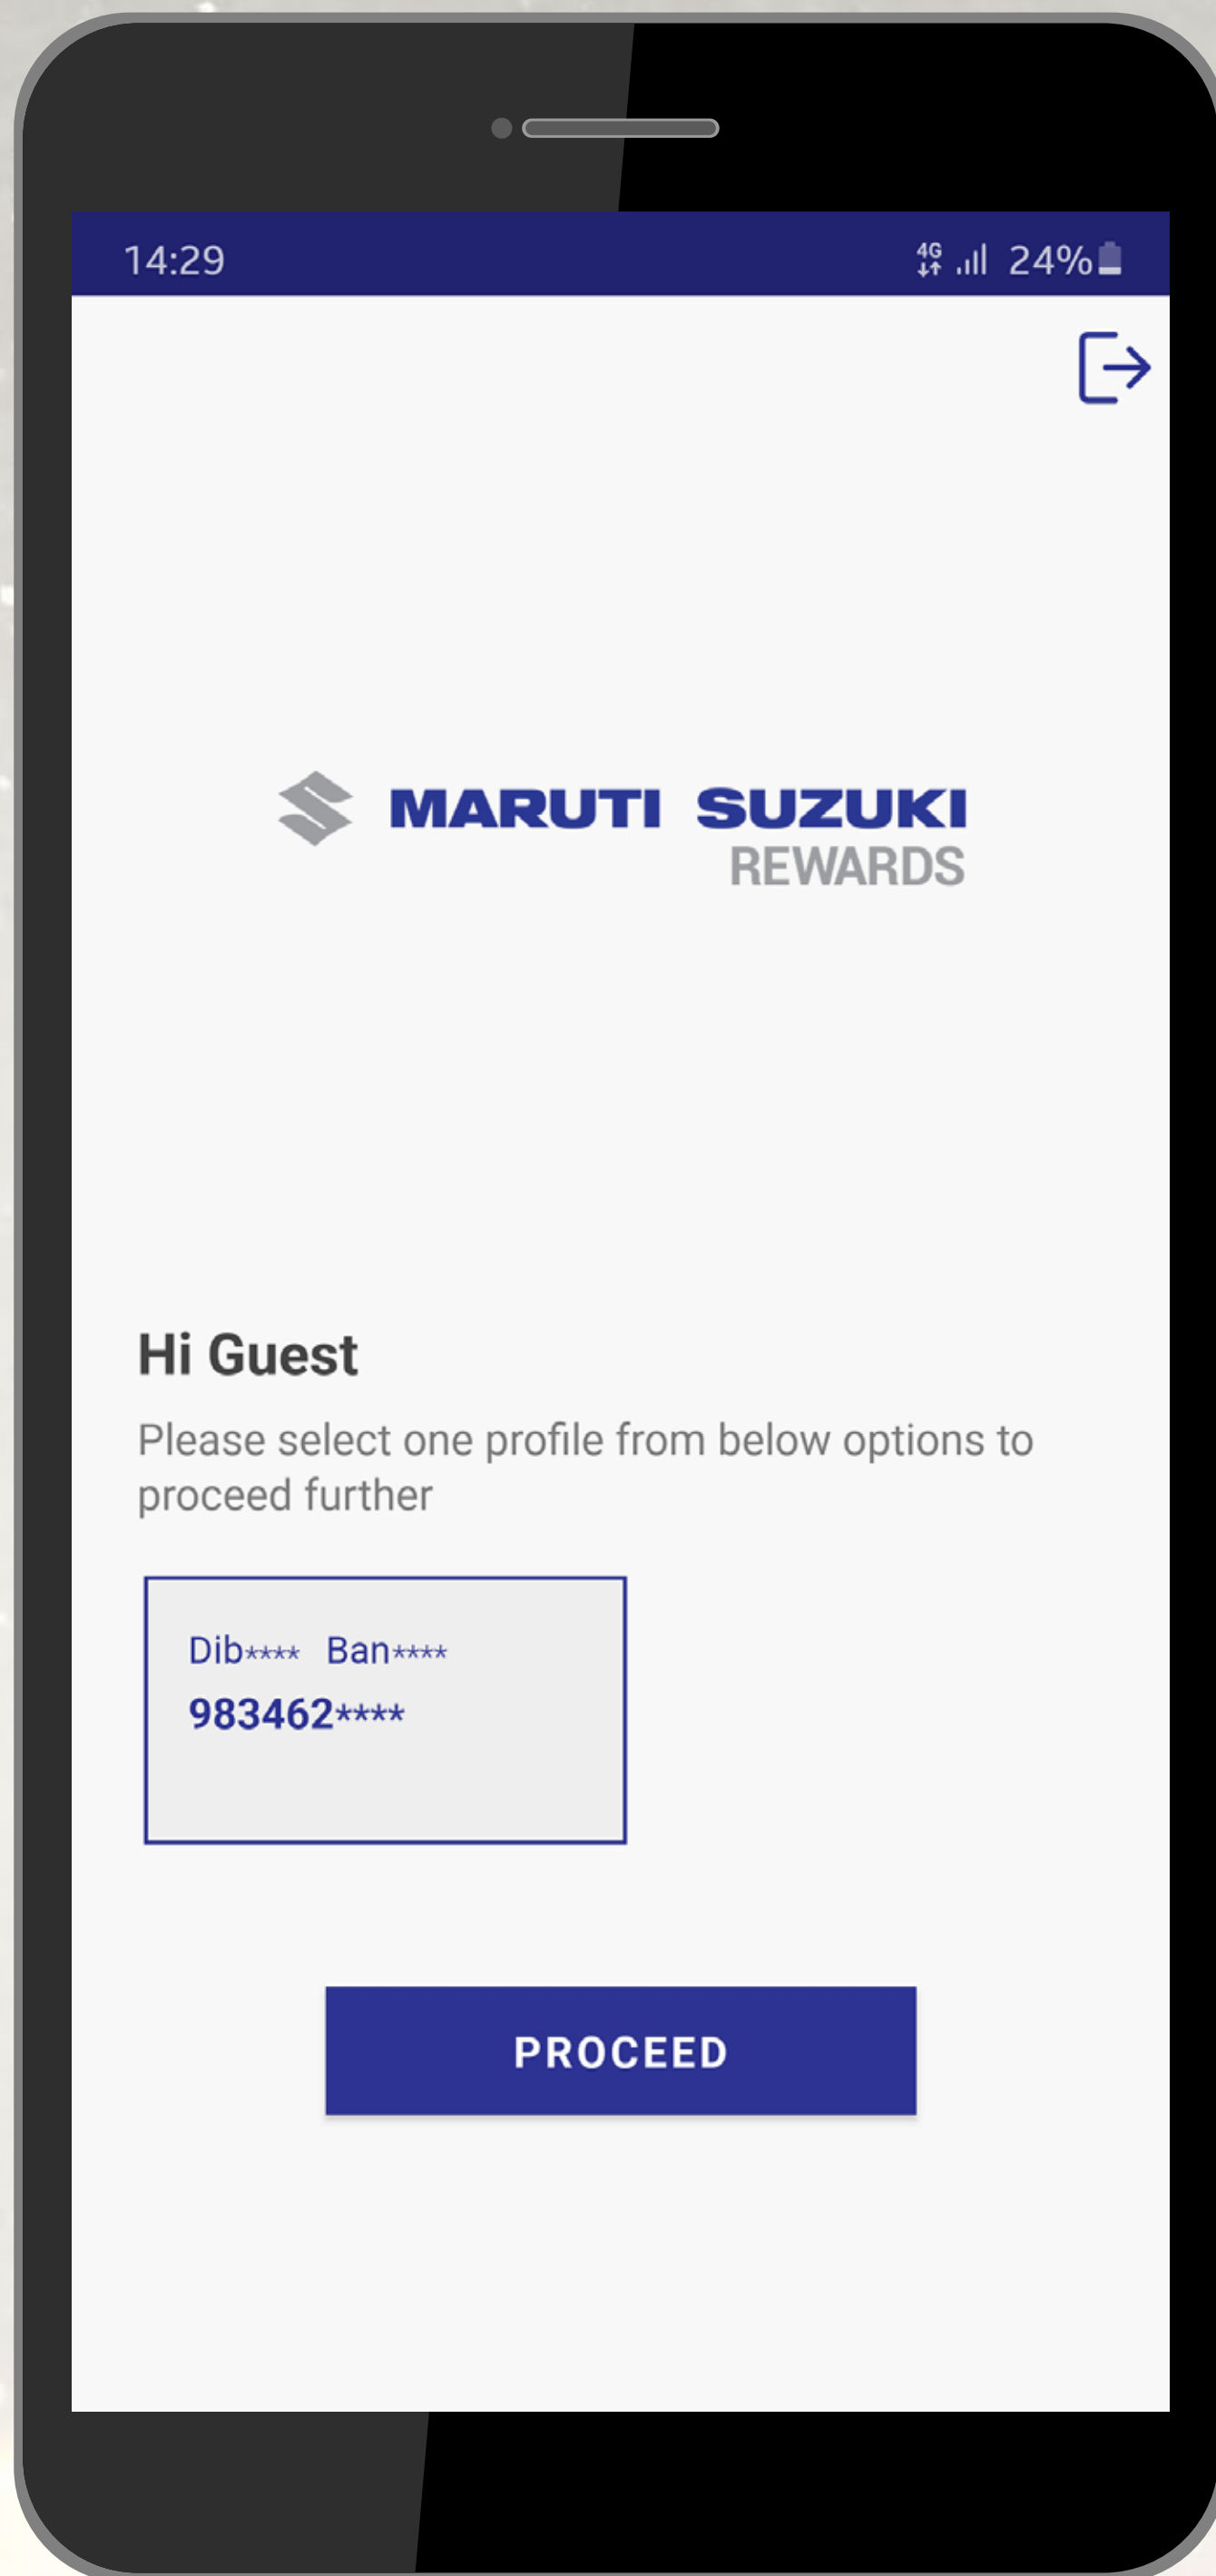 14:29 4G 24%
MARUTI SUZUKI
REWARDS
Hi Guest
Please select one profile from below options to
proceed further
Dib**** Ban****
983462****
PROCEED